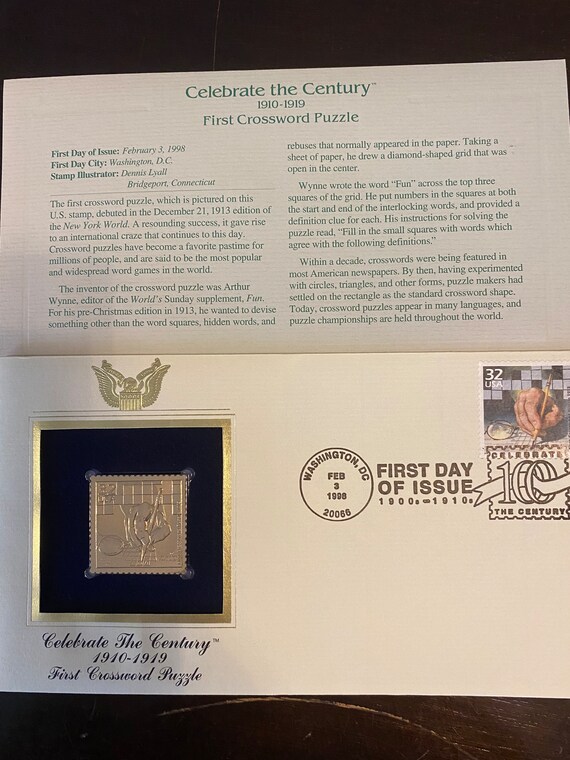 Celebrate the Century™
1910-1919
First Crossword Puzzle
First Day of Issue: February 3, 1998
First Day City: Washington, D.C.
Stamp Illustrator: Dennis Lyall
Bridgeport, Connecticut
The first crossword puzzle, which is pictured on this
U.S. stamp, debuted in the December 21, 1913 edition of
the New York World. A resounding success, it gave rise
to an international craze that continues to this day.
Crossword puzzles have become a favorite pastime for
millions of people, and are said to be the most popular
and widespread word games in the world.
The inventor of the crossword puzzle was Arthur
Wynne, editor of the World's Sunday supplement, Fun.
For his pre-Christmas edition in 1913, he wanted to devise
something other than the word squares, hidden words, and
rebuses that normally appeared in the paper. Taking a
sheet of paper, he drew a diamond-shaped grid that was
open in the center.
Wynne wrote the word "Fun" across the top three
squares of the grid. He put numbers in the squares at both
the start and end of the interlocking words, and provided a
definition clue for each. His instructions for solving the
puzzle read, "Fill in the small squares with words which
agree with the following definitions."
Within a decade, crosswords were being featured in
most American newspapers. By then, having experimented
with circles, triangles, and other forms, puzzle makers had
settled on the rectangle as the standard crossword shape.
Today, crossword puzzles appear in many languages, and
puzzle championships are held throughout the world.
32
USA
WASHINGTON, DC
FEB
3
1998
20066
FIRST DAY
OF ISSUE
1900s - 1910s
CELEBRATE
100
THE CENTURY
32
Celebrate The Century™
1910-1919
First Crossword Puzzle